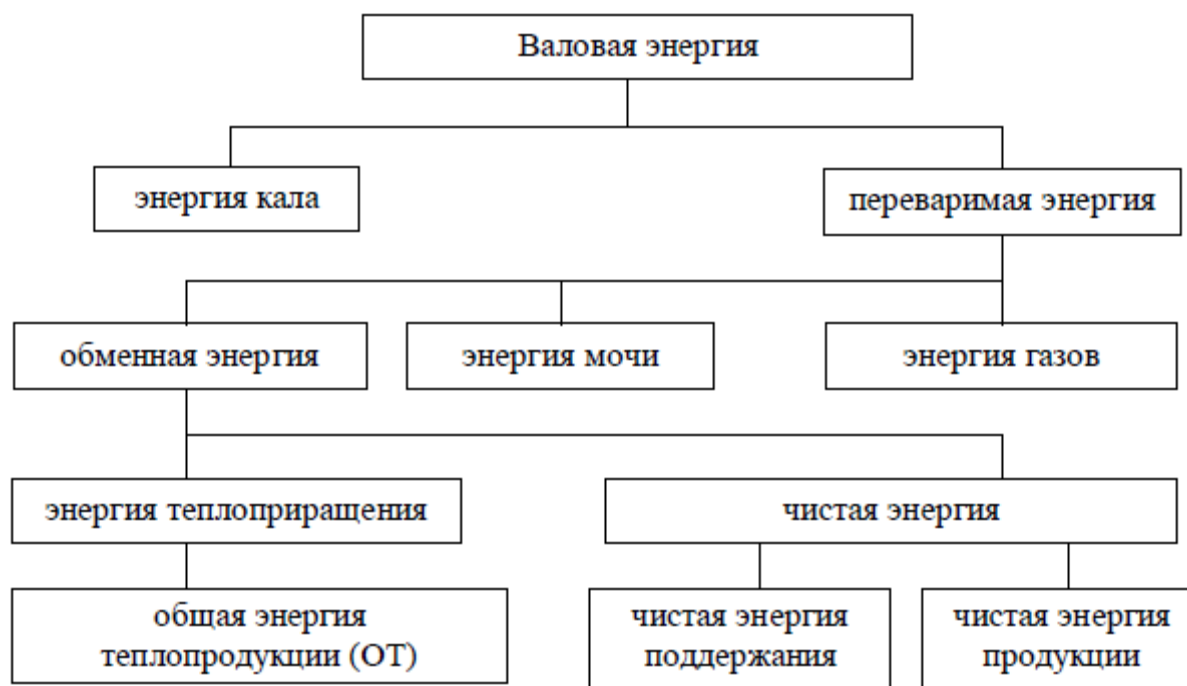 Валовая энергия
энергия кала
переваримая энергия
обменная энергия
энергия мочи
энергия газов
энергия теплоприращения
чистая энергия
общая энергия
теплопродукции (ОТ)
чистая энергия
поддержания
чистая энергия
продукции